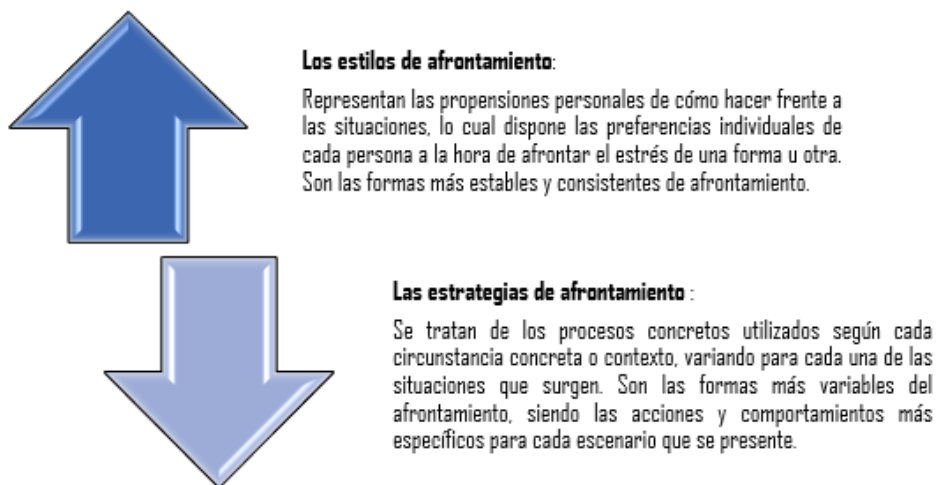 Los estilos de afrontamiento:
Representan las propensiones personales de cómo hacer frente a
las situaciones, lo cual dispone las preferencias individuales de
cada persona a la hora de afrontar el estrés de una forma u otra.
Son las formas más estables y consistentes de afrontamiento.
Las estrategias de afrontamiento :
Se tratan de los procesos concretos utilizados según cada
circunstancia concreta o contexto, variando para cada una de las
situaciones que surgen. Son las formas más variables del
afrontamiento, siendo las acciones y comportamientos más
específicos para cada escenario que se presente.